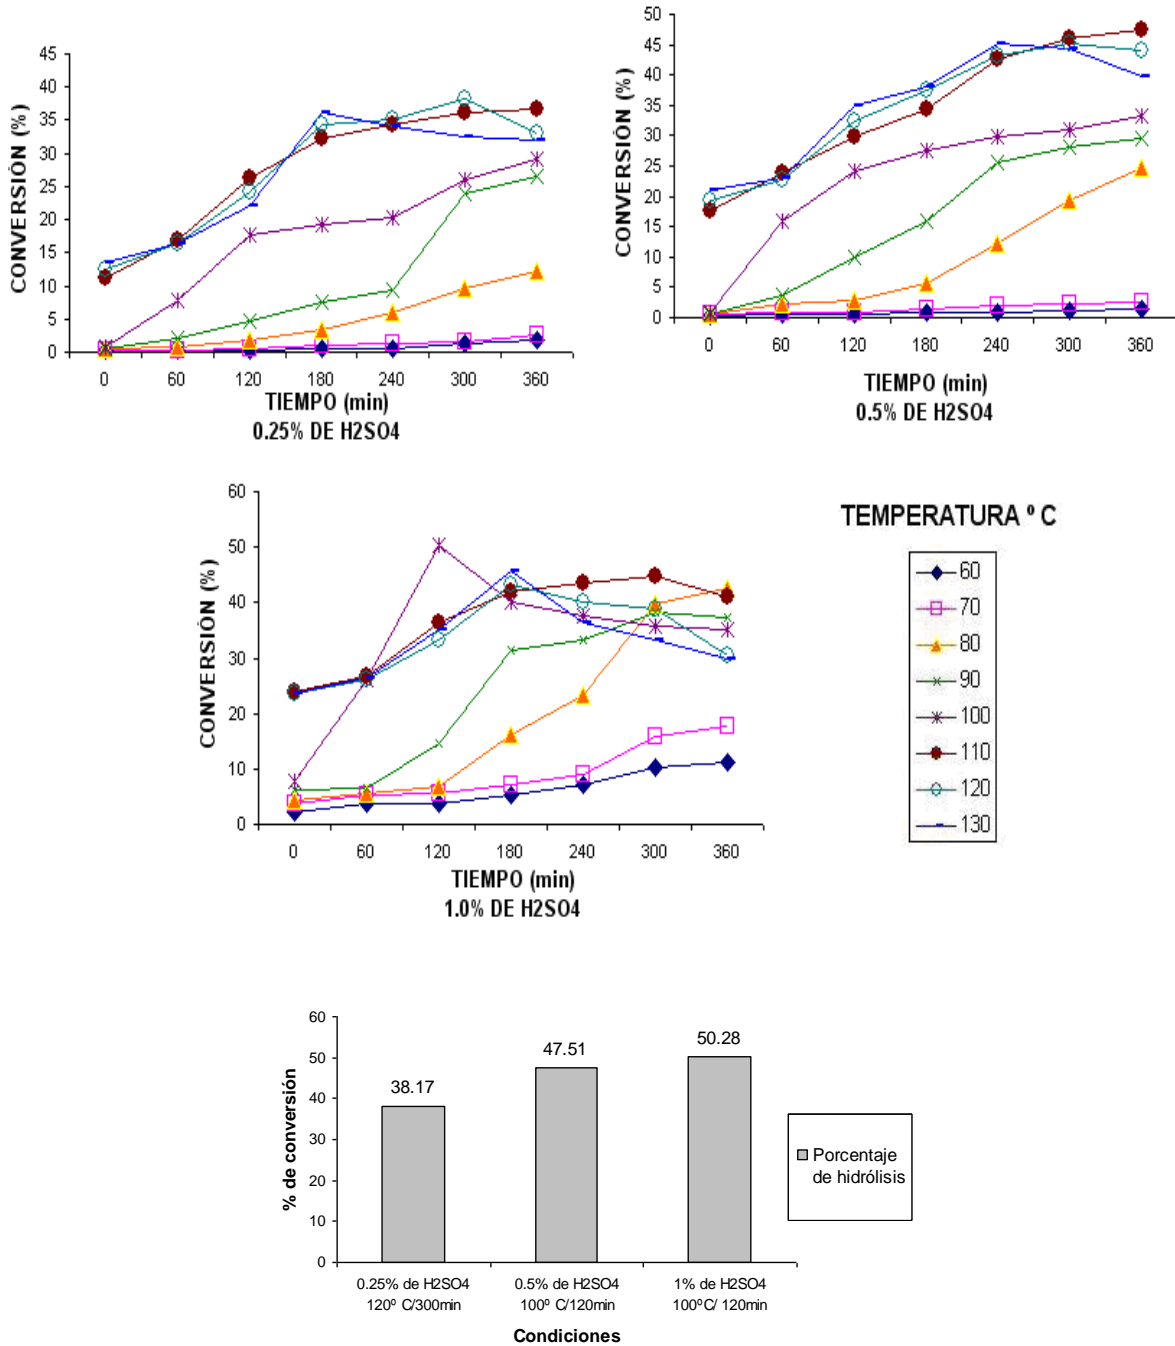 CONVERSIÓN (%)
45
40
35
30
25
20
15
10
5
0
0 60 120 180 240 300 360
TIEMPO (min)
0.25% DE H2SO4
CONVERSIÓN (%)
50
45
40
35
30
25
20
15
10
5
0
0 60 120 180 240 300 360
TIEMPO (min)
0.5% DE H2SO4
CONVERSIÓN (%)
60
50
40
30
20
10
0
0 60 120 180 240 300 360
TIEMPO (min)
1.0% DE H2SO4
TEMPERATURA º C
60
70
80
90
100
110
120
130
% de conversión
60
50
40
30
20
10
0
38.17
47.51
50.28
0.25% de H2SO4
120º C/300min
0.5% de H2SO4
100º C/120min
1% de H2SO4
100ºC/ 120min
Condiciones
Porcentaje
de hidrólisis